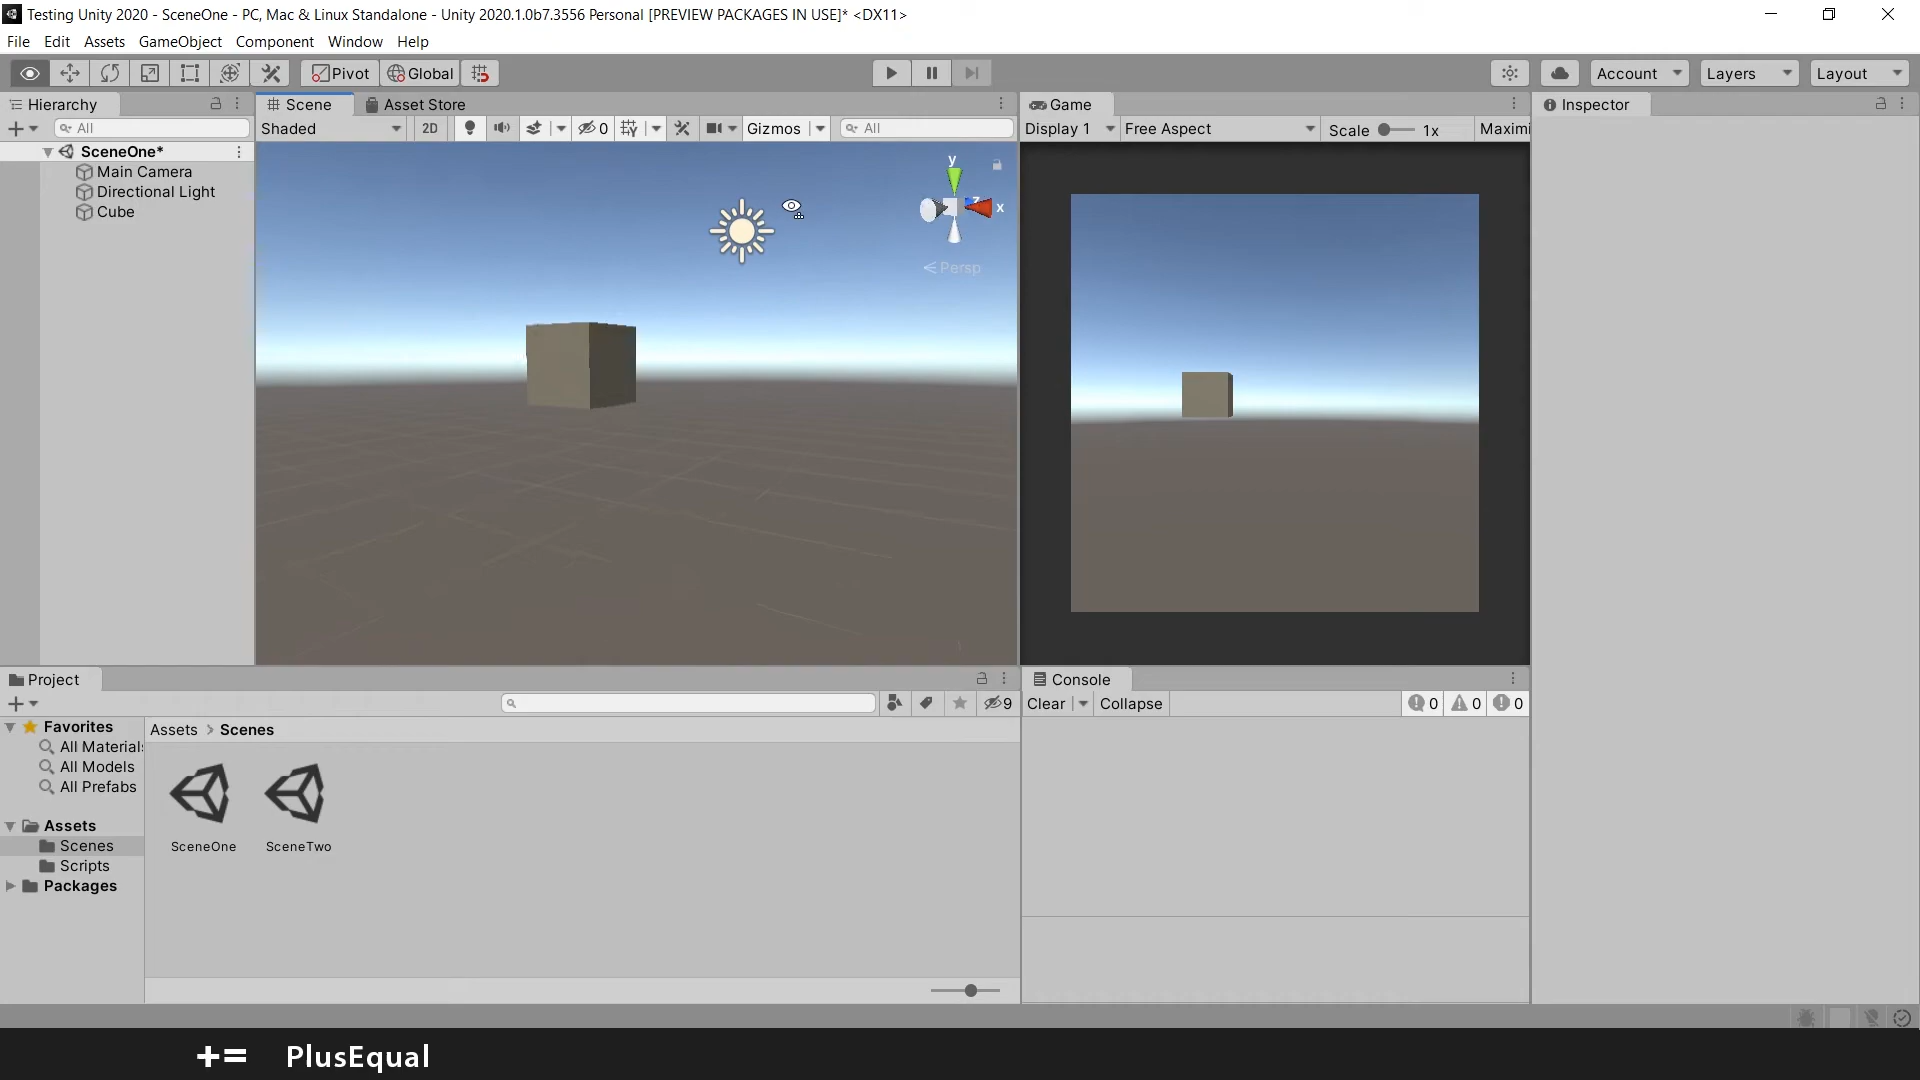 Testing Unity 2020 - SceneOne - PC, Mac & Linux Standalone - Unity 2020.1.0b7.3556 Personal [PREVIEW PACKAGES IN USE]* <DX11>
File Edit Assets GameObject Component Window Help
Pivot Global Account Layers Layout
Hierarchy Scene Asset Store Game Inspector
All Shaded 2D 0 Gizmos All Display 1 Free Aspect Scale 1x Maximi
SceneOne*
Main Camera
Directional Light
Cube
y
z
x
Persp
Project
9
Favorites
All Materials
All Models
All Prefabs
Assets
Scenes
Scripts
Packages
Assets > Scenes
SceneOne SceneTwo
Console
Clear Collapse 0 0 0
+= PlusEqual